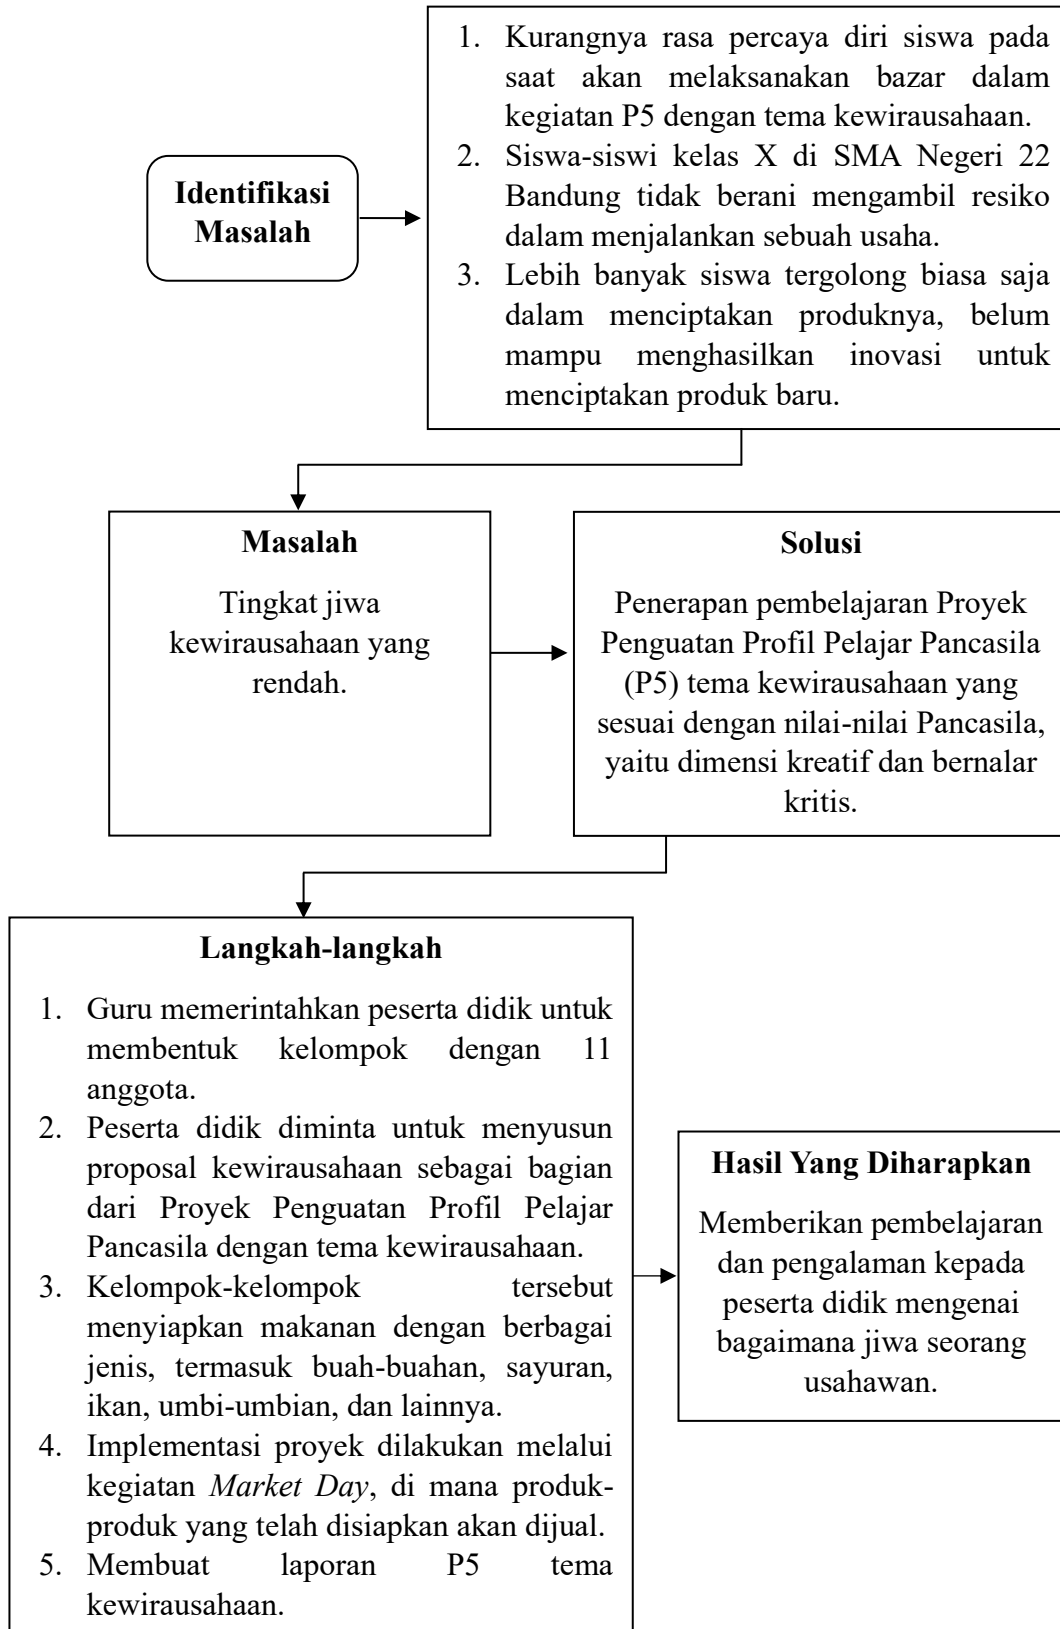 Identifikasi
Masalah
1. Kurangnya rasa percaya diri siswa pada
saat akan melaksanakan bazar dalam
kegiatan P5 dengan tema kewirausahaan.
2. Siswa-siswi kelas X di SMA Negeri 22
Bandung tidak berani mengambil resiko
dalam menjalankan sebuah usaha.
3. Lebih banyak siswa tergolong biasa saja
dalam menciptakan produknya, belum
mampu menghasilkan inovasi untuk
menciptakan produk baru.
Masalah
Tingkat jiwa
kewirausahaan yang
rendah.
Solusi
Penerapan pembelajaran Proyek
Penguatan Profil Pelajar Pancasila
(P5) tema kewirausahaan yang
sesuai dengan nilai-nilai Pancasila,
yaitu dimensi kreatif dan bernalar
kritis.
Langkah-langkah
1. Guru memerintahkan peserta didik untuk
membentuk kelompok dengan 11
anggota.
2. Peserta didik diminta untuk menyusun
proposal kewirausahaan sebagai bagian
dari Proyek Penguatan Profil Pelajar
Pancasila dengan tema kewirausahaan.
3. Kelompok-kelompok tersebut
menyiapkan makanan dengan berbagai
jenis, termasuk buah-buahan, sayuran,
ikan, umbi-umbian, dan lainnya.
4. Implementasi proyek dilakukan melalui
kegiatan Market Day, di mana produk-
produk yang telah disiapkan akan dijual.
5. Membuat laporan P5 tema
kewirausahaan.
Hasil Yang Diharapkan
Memberikan pembelajaran
dan pengalaman kepada
peserta didik mengenai
bagaimana jiwa seorang
usahawan.